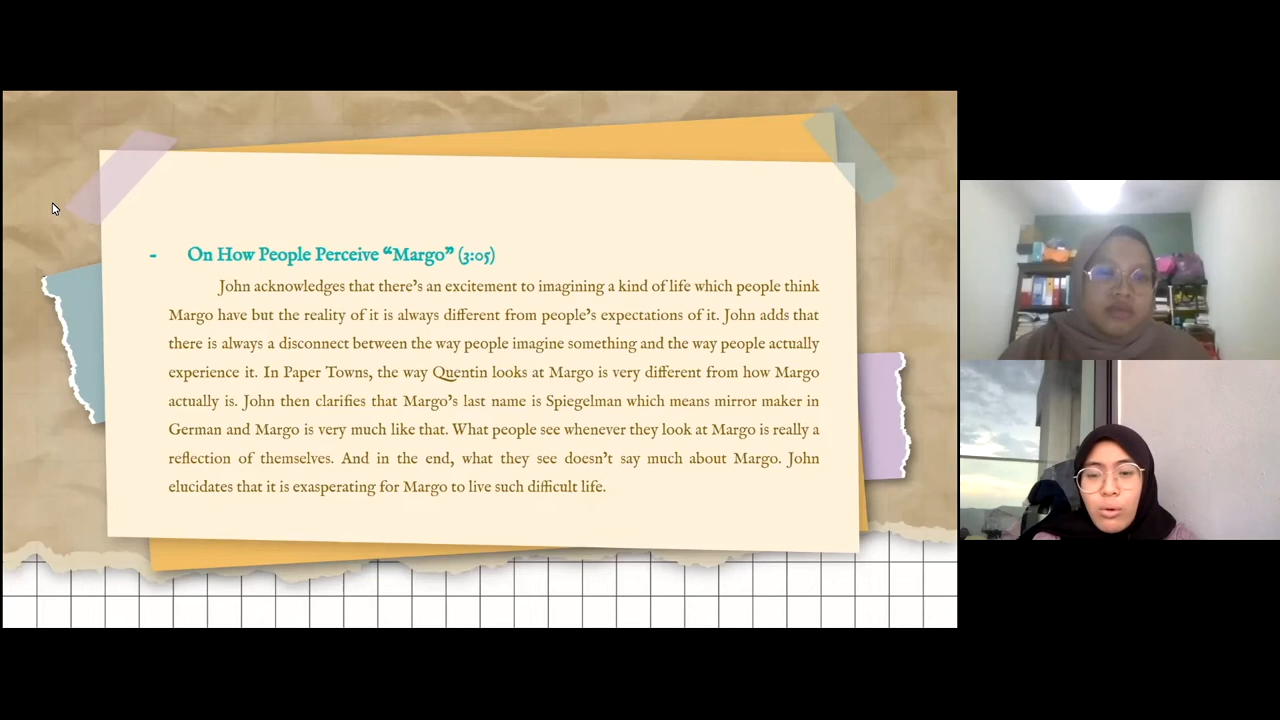 - On How People Perceive “Margo” (3:05)
John acknowledges that there’s an excitement to imagining a kind of life which people think
Margo have but the reality of it is always different from people’s expectations of it. John adds that
there is always a disconnect between the way people imagine something and the way people actually
experience it. In Paper Towns, the way Quentin looks at Margo is very different from how Margo
actually is. John then clarifies that Margo’s last name is Spiegelman which means mirror maker in
German and Margo is very much like that. What people see whenever they look at Margo is really a
reflection of themselves. And in the end, what they see doesn’t say much about Margo. John
elucidates that it is exasperating for Margo to live such difficult life.